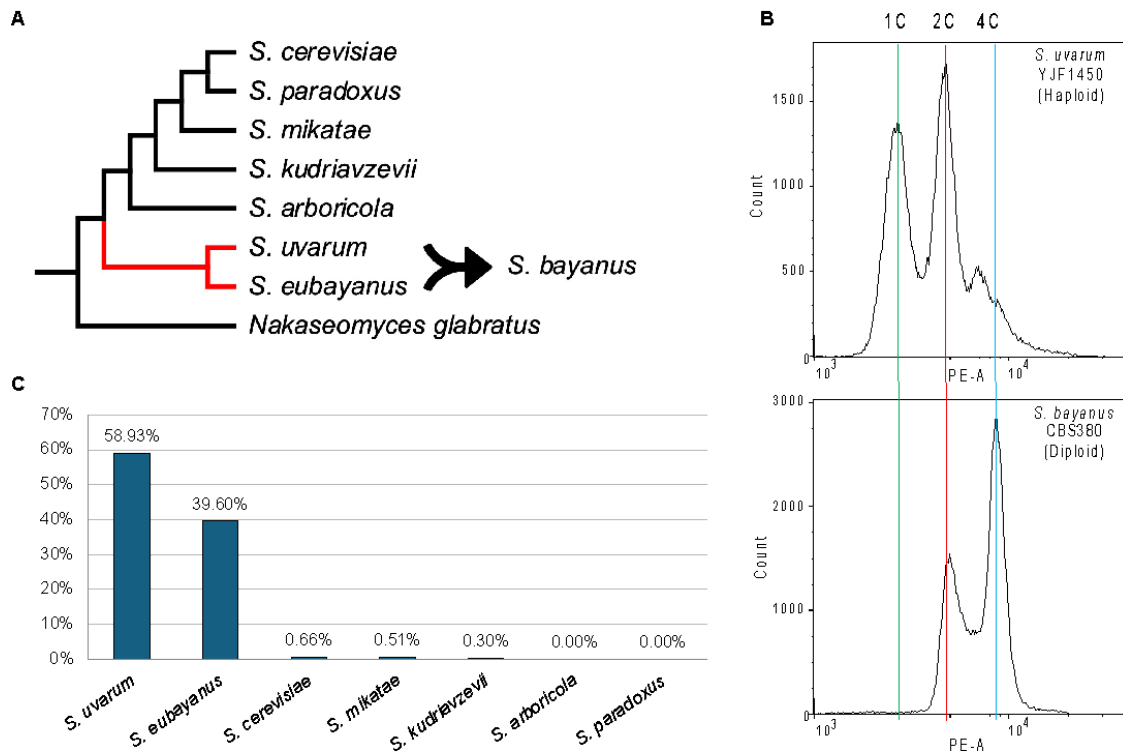 A
S. cerevisiae
S. paradoxus
S. mikatae
S. kudriavzevii
S. arboricola
S. uvarum
S. eubayanus
S. bayanus
Nakaseomyces glabratus
B
1C 2C 4C
S. uvarum
YJF1450
(Haploid)
1500
1000
500
0
Count
10³ 10⁴
PE-A
S. bayanus
CBS380
(Diploid)
3000
2000
1000
0
Count
10³ 10⁴
PE-A
C
70%
60%
50%
40%
30%
20%
10%
0%
58.93%
39.60%
0.66%
0.51%
0.30%
0.00%
0.00%
S. uvarum
S. eubayanus
S. cerevisiae
S. mikatae
S. kudriavzevii
S. arboricola
S. paradoxus